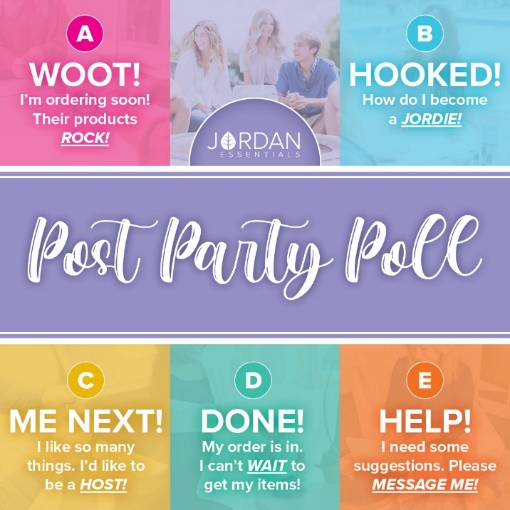 A
WOOT!
I'm ordering soon!
Their products
ROCK!
B
HOOKED!
How do I become
a JORDIE!
JORDAN
ESSENTIALS
Post Party Poll
C
ME NEXT!
I like so many
things. I'd like to
be a HOST!
D
DONE!
My order is in.
I can't WAIT to
get my items!
E
HELP!
I need some
suggestions. Please
MESSAGE ME!